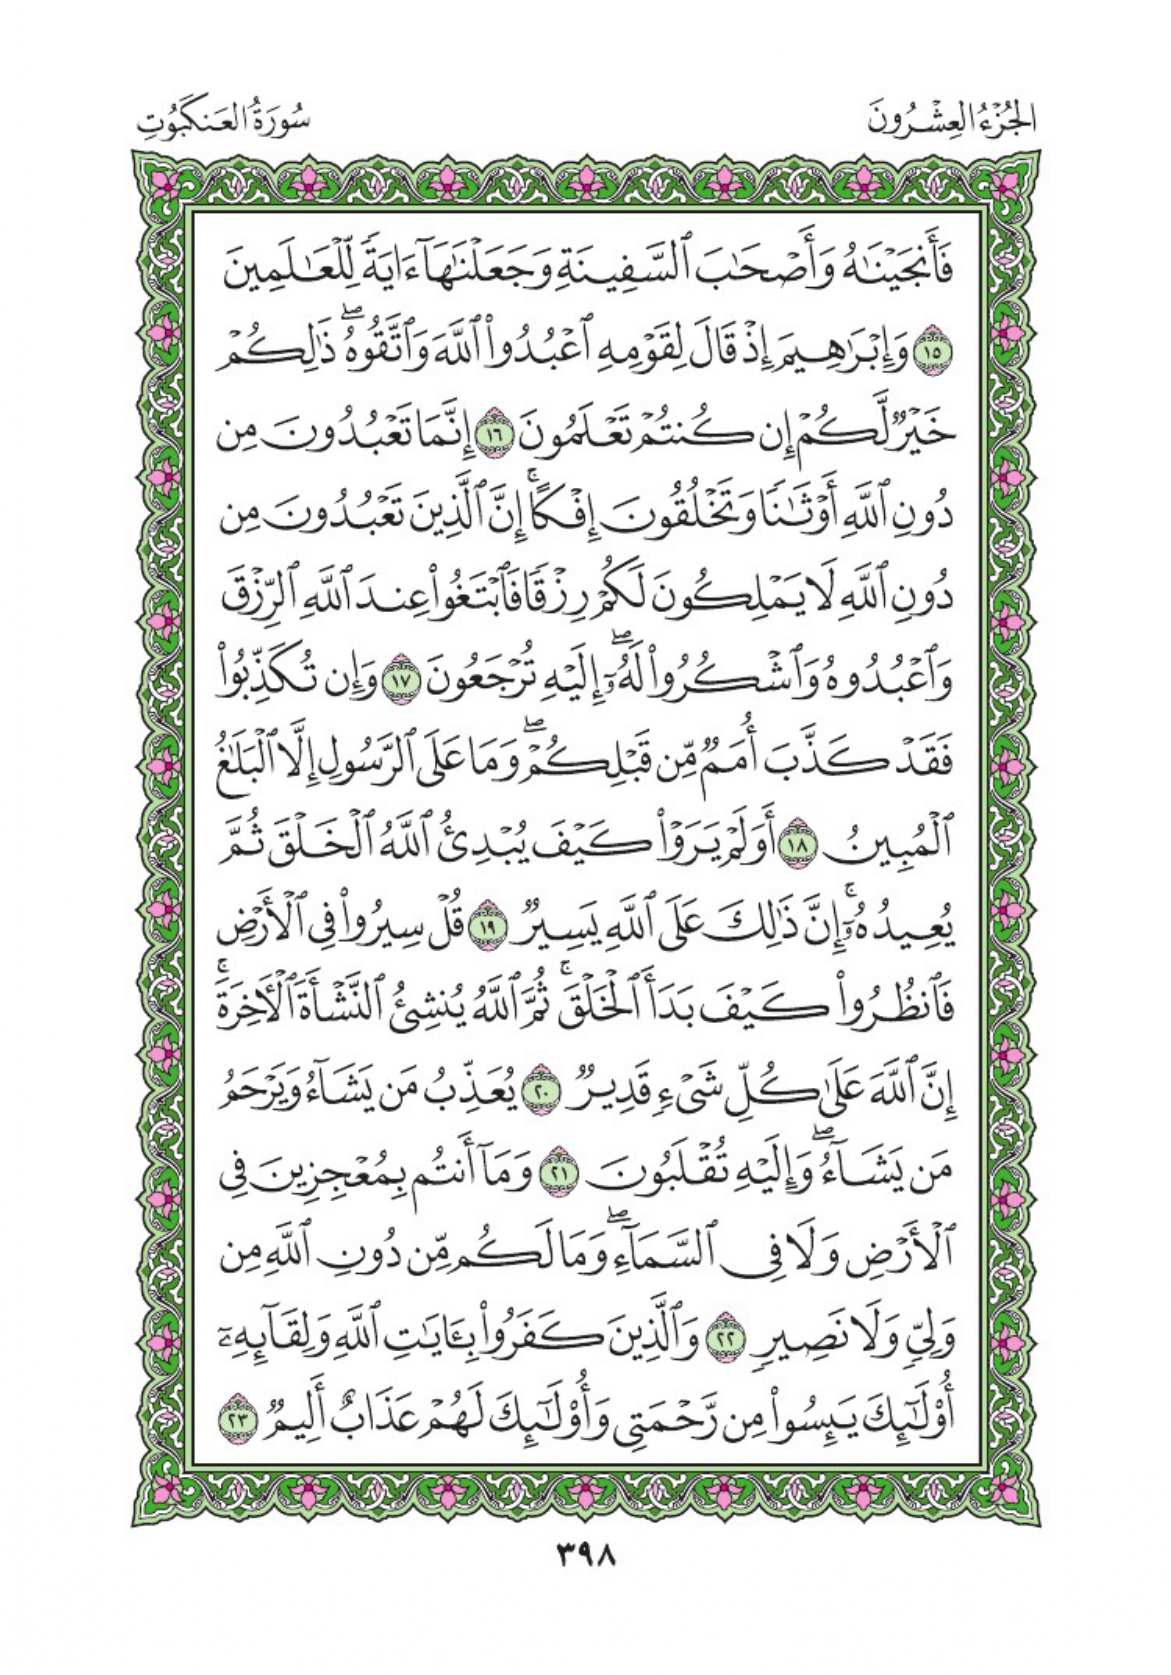 الجُزْءُ العِشْرُونَ
سُورَةُ العَنكَبُوتِ
فَأَنجَيْنَٰهُ وَأَصْحَٰبَ ٱلسَّفِينَةِ وَجَعَلْنَٰهَآ ءَايَةً لِّلْعَٰلَمِينَ
١٥ وَإِبْرَٰهِيمَ إِذْ قَالَ لِقَوْمِهِ ٱعْبُدُوا۟ ٱللَّهَ وَٱتَّقُوهُ ۖ ذَٰلِكُمْ
خَيْرٌ لَّكُمْ إِن كُنتُمْ تَعْلَمُونَ ١٦ إِنَّمَا تَعْبُدُونَ مِن
دُونِ ٱللَّهِ أَوْثَٰنًا وَتَخْلُقُونَ إِفْكًا ۚ إِنَّ ٱلَّذِينَ تَعْبُدُونَ مِن
دُونِ ٱللَّهِ لَا يَمْلِكُونَ لَكُمْ رِزْقًا فَٱبْتَغُوا۟ عِندَ ٱللَّهِ ٱلرِّزْقَ
وَٱعْبُدُوهُ وَٱشْكُرُوا۟ لَهُۥٓ ۖ إِلَيْهِ تُرْجَعُونَ ١٧ وَإِن تُكَذِّبُوا۟
فَقَدْ كَذَّبَ أُمَمٌ مِّن قَبْلِكُمْ ۖ وَمَا عَلَى ٱلرَّسُولِ إِلَّا ٱلْبَلَٰغُ
ٱلْمُبِينُ ١٨ أَوَلَمْ يَرَوْا۟ كَيْفَ يُبْدِئُ ٱللَّهُ ٱلْخَلْقَ ثُمَّ
يُعِيدُهُۥٓ ۚ إِنَّ ذَٰلِكَ عَلَى ٱللَّهِ يَسِيرٌ ١٩ قُلْ سِيرُوا۟ فِى ٱلْأَرْضِ
فَٱنظُرُوا۟ كَيْفَ بَدَأَ ٱلْخَلْقَ ۚ ثُمَّ ٱللَّهُ يُنشِئُ ٱلنَّشْأَةَ ٱلْءَاخِرَةَ ۚ
إِنَّ ٱللَّهَ عَلَىٰ كُلِّ شَىْءٍ قَدِيرٌ ٢٠ يُعَذِّبُ مَن يَشَآءُ وَيَرْحَمُ
مَن يَشَآءُ ۖ وَإِلَيْهِ تُقْلَبُونَ ٢١ وَمَآ أَنتُم بِمُعْجِزِينَ فِى
ٱلْأَرْضِ وَلَا فِى ٱلسَّمَآءِ ۖ وَمَا لَكُم مِّن دُونِ ٱللَّهِ مِن
وَلِىٍّ وَلَا نَصِيرٍ ٢٢ وَٱلَّذِينَ كَفَرُوا۟ بِـَٔايَٰتِ ٱللَّهِ وَلِقَآئِهِۦٓ
أُو۟لَٰٓئِكَ يَئِسُوا۟ مِن رَّحْمَتِى وَأُو۟لَٰٓئِكَ لَهُمْ عَذَابٌ أَلِيمٌ ٢٣
٣٩٨